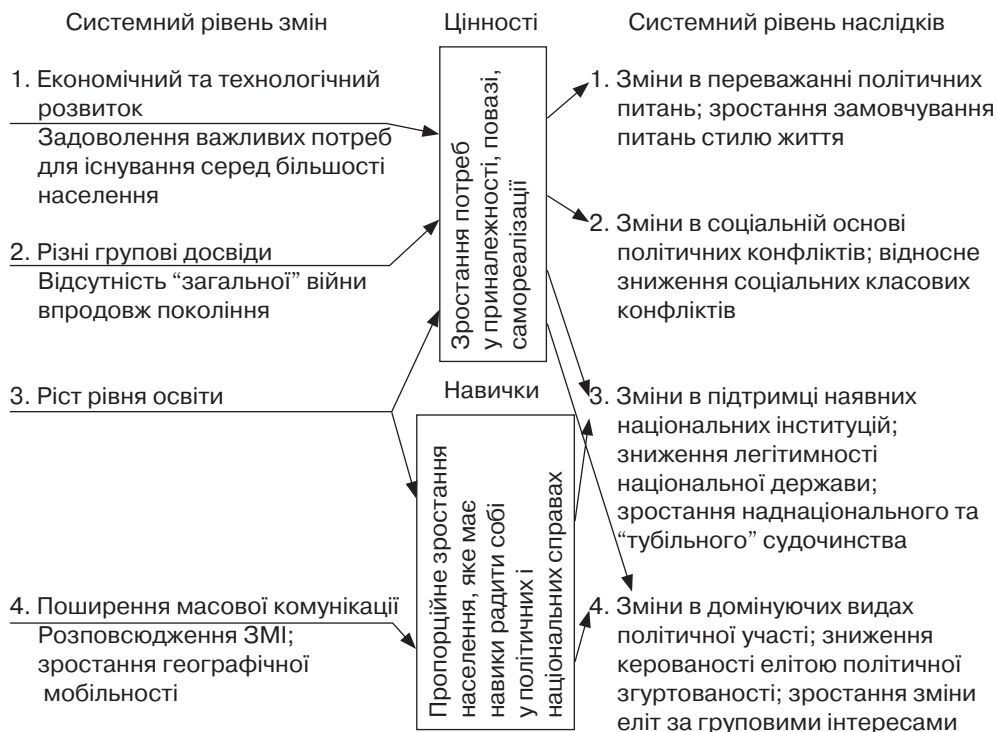 Системний рівень змін
1. Економічний та технологічний
розвиток
Задоволення важливих потреб
для існування серед більшості
населення
2. Різні групові досвіди
Відсутність “загальної” війни
впродовж покоління
3. Ріст рівня освіти
4. Поширення масової комунікації
Розповсюдження ЗМІ;
зростання географічної
мобільності
Цінності
Зростання потреб
у приналежності, повазі,
самореалізації
Навички
Пропорційне зростання
населення, яке має
навики радити собі
у політичних і
національних справах
Системний рівень наслідків
1. Зміни в переважанні політичних
питань; зростання замовчування
питань стилю життя
2. Зміни в соціальній основі
політичних конфліктів; відносне
зниження соціальних класових
конфліктів
3. Зміни в підтримці наявних
національних інституцій;
зниження легітимності
національної держави;
зростання наднаціонального та
“тубільного” судочинства
4. Зміни в домінуючих видах
політичної участі; зниження
керованості елітою політичної
згуртованості; зростання зміни
еліт за груповими інтересами